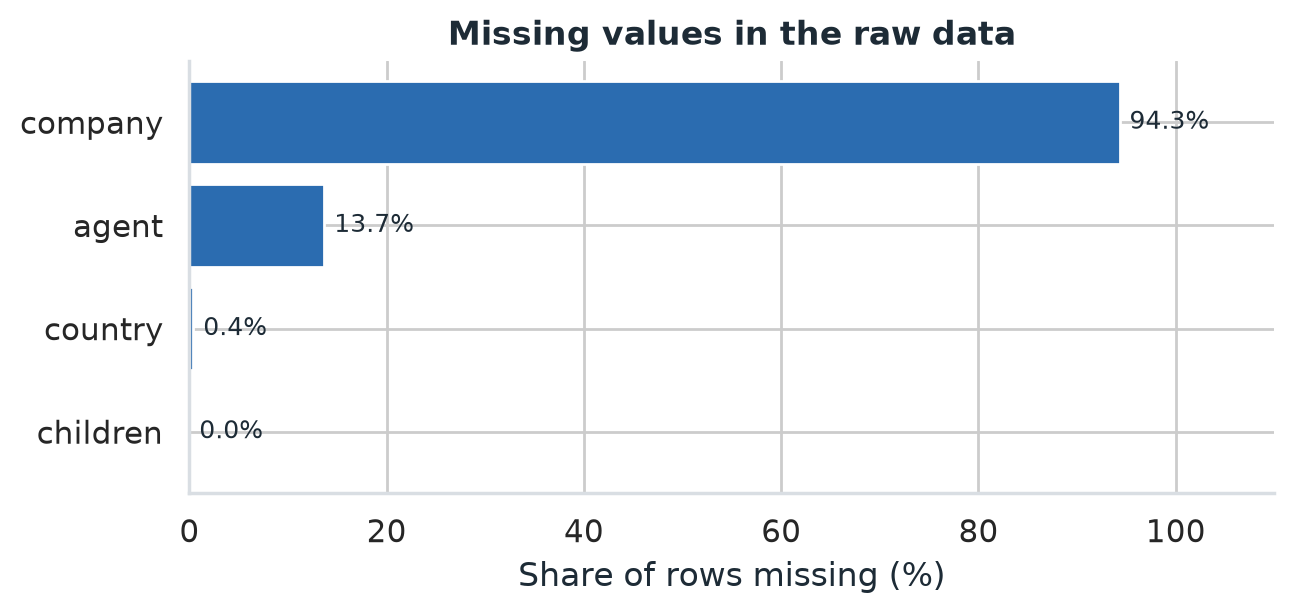 Missing values in the raw data
company 94.3%
agent 13.7%
country 0.4%
children 0.0%
0 20 40 60 80 100
Share of rows missing (%)